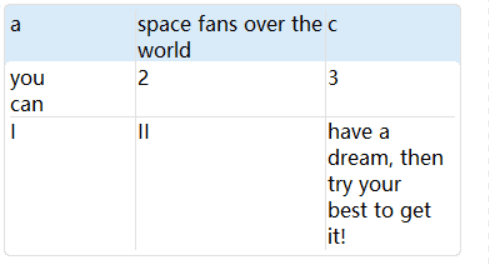 a space fans over the c
world
you 2 3
can
I II have a
dream, then
try your
best to get
it!